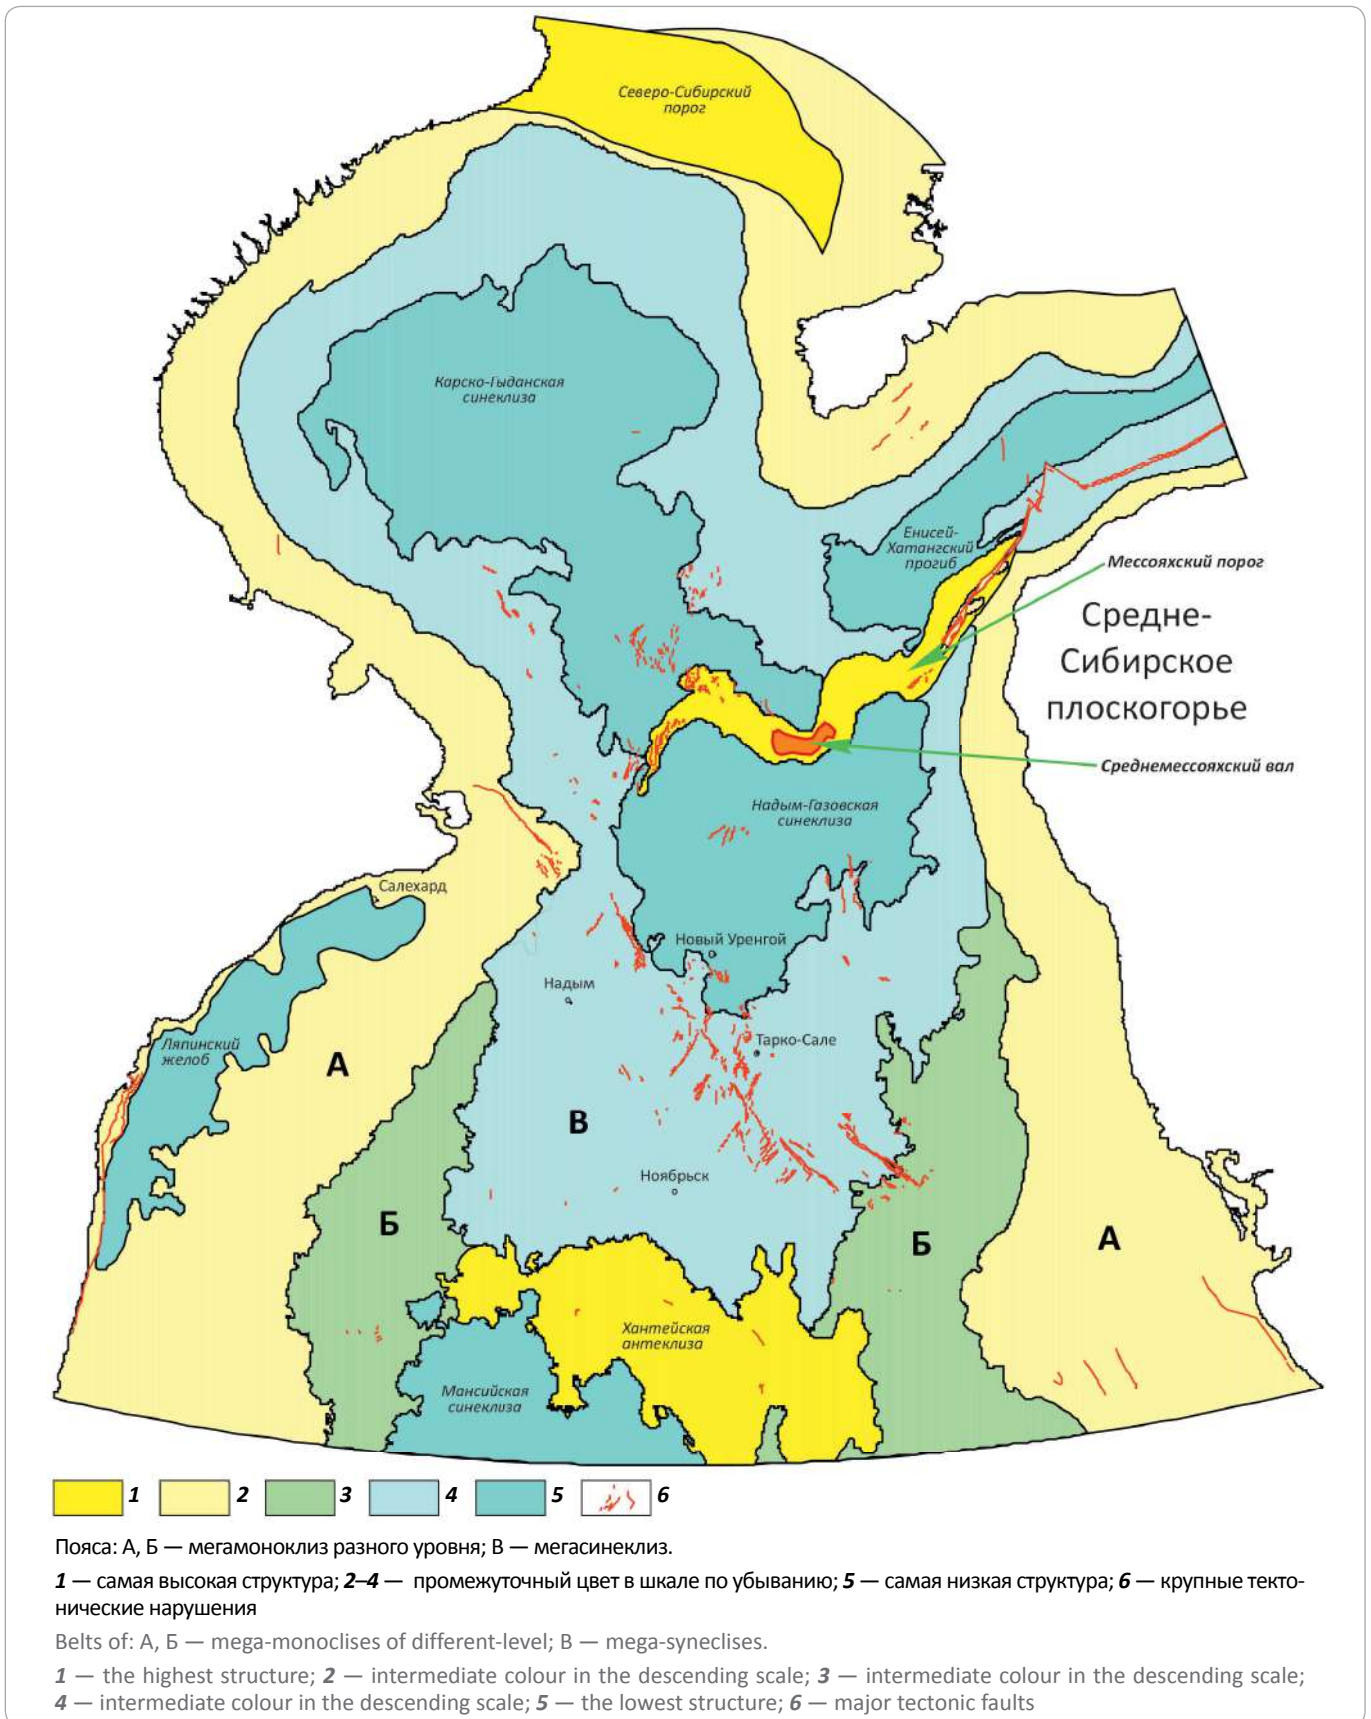 Северо-Сибирский
порог
Карско-Гыданская
синеклиза
Енисей-
Хатангский
прогиб
Мессояхский порог
Средне-
Сибирское
плоскогорье
Среднемессояхский вал
Надым-Газовская
синеклиза
Салехард
Новый Уренгой
Надым
Тарко-Сале
Ляпинский
желоб
А
В
Ноябрьск
Б
Б
А
Хантейская
антеклиза
Мансийская
синеклиза
1 2 3 4 5 6
Пояса: А, Б — мегамоноклиз разного уровня; В — мегасинеклиз.
1 — самая высокая структура; 2–4 — промежуточный цвет в шкале по убыванию; 5 — самая низкая структура; 6 — крупные текто-
нические нарушения
Belts of: А, Б — mega-monoclises of different-level; В — mega-syneclises.
1 — the highest structure; 2 — intermediate colour in the descending scale; 3 — intermediate colour in the descending scale;
4 — intermediate colour in the descending scale; 5 — the lowest structure; 6 — major tectonic faults